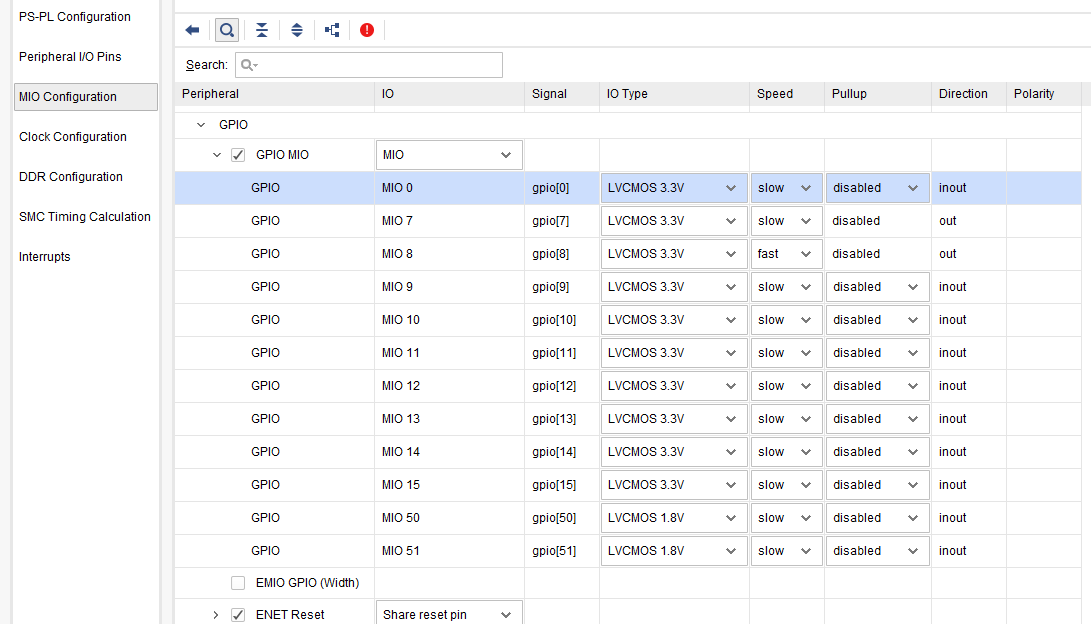 PS-PL Configuration
Peripheral I/O Pins
MIO Configuration
Clock Configuration
DDR Configuration
SMC Timing Calculation
Interrupts
Search:
Peripheral IO Signal IO Type Speed Pullup Direction Polarity
GPIO
GPIO MIO MIO
GPIO MIO 0 gpio[0] LVCMOS 3.3V slow disabled inout
GPIO MIO 7 gpio[7] LVCMOS 3.3V slow disabled out
GPIO MIO 8 gpio[8] LVCMOS 3.3V fast disabled out
GPIO MIO 9 gpio[9] LVCMOS 3.3V slow disabled inout
GPIO MIO 10 gpio[10] LVCMOS 3.3V slow disabled inout
GPIO MIO 11 gpio[11] LVCMOS 3.3V slow disabled inout
GPIO MIO 12 gpio[12] LVCMOS 3.3V slow disabled inout
GPIO MIO 13 gpio[13] LVCMOS 3.3V slow disabled inout
GPIO MIO 14 gpio[14] LVCMOS 3.3V slow disabled inout
GPIO MIO 15 gpio[15] LVCMOS 3.3V slow disabled inout
GPIO MIO 50 gpio[50] LVCMOS 1.8V slow disabled inout
GPIO MIO 51 gpio[51] LVCMOS 1.8V slow disabled inout
EMIO GPIO (Width)
ENET Reset Share reset pin